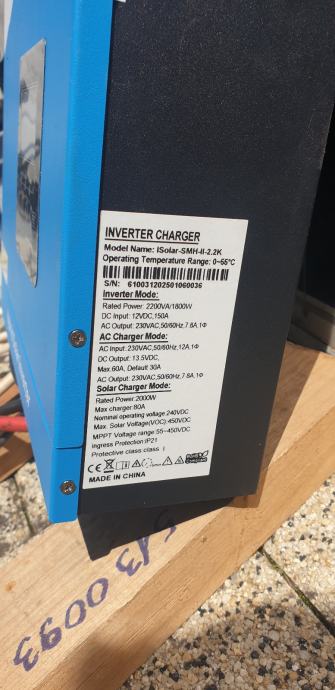 INVERTER CHARGER
Model Name: ISolar-SMH-II-2.2K
Operating Temperature Range: 0~55°C
S/N: 610031202501060036
Inverter Mode:
Rated Power: 2200VA/1800W
DC Input: 12VDC,150A
AC Output: 230VAC,50/60Hz,7.8A,1Φ
AC Charger Mode:
AC Input: 230VAC,50/60Hz,12A,1Φ
DC Output: 13.5VDC,
Max.60A, Default 30A
AC Output: 230VAC,50/60Hz,7.8A,1Φ
Solar Charger Mode:
Rated Power:2000W
Max charger 80A
Nominal operating voltage:240VDC
Max. Solar Voltage(VOC):450VDC
MPPT Voltage range:55~450VDC
Ingress Protection:IP21
Protective class: class I
CE
MADE IN CHINA
S13 0093